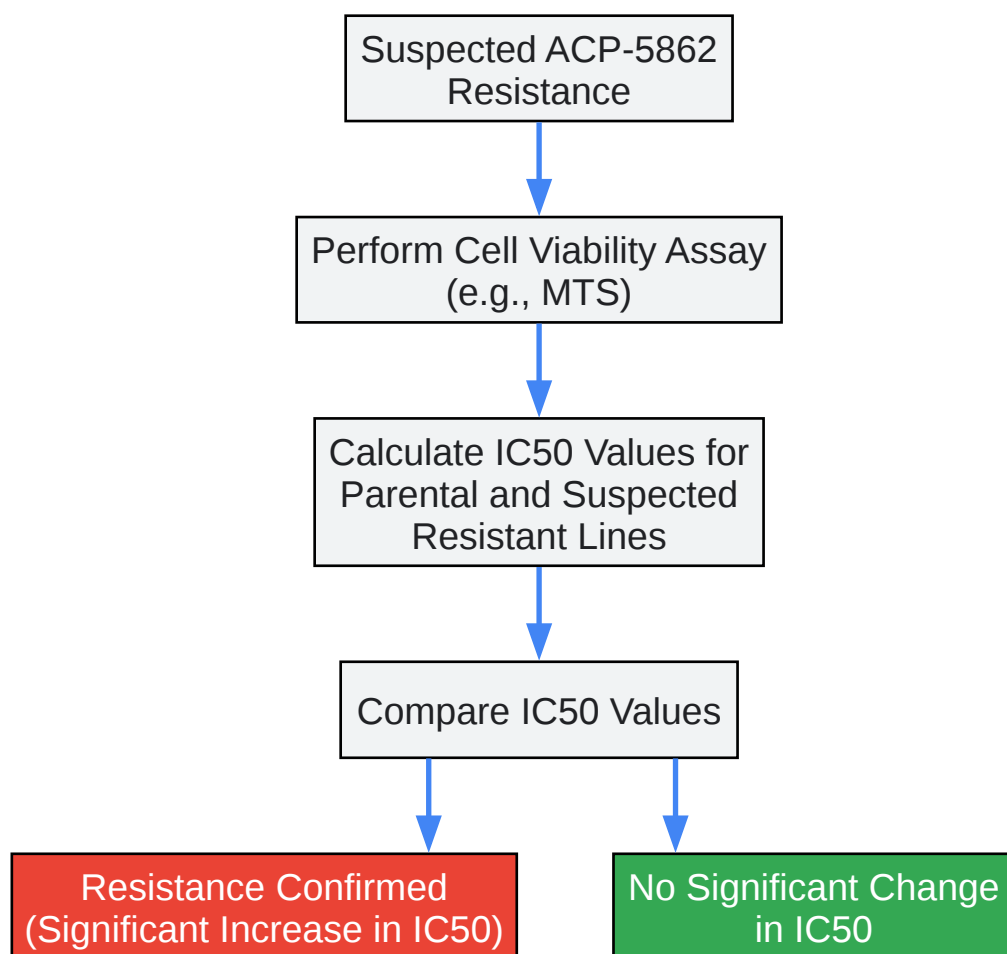 Suspected ACP-5862
Resistance
Perform Cell Viability Assay
(e.g., MTS)
Calculate IC50 Values for
Parental and Suspected
Resistant Lines
Compare IC50 Values
Resistance Confirmed
(Significant Increase in IC50)
No Significant Change
in IC50